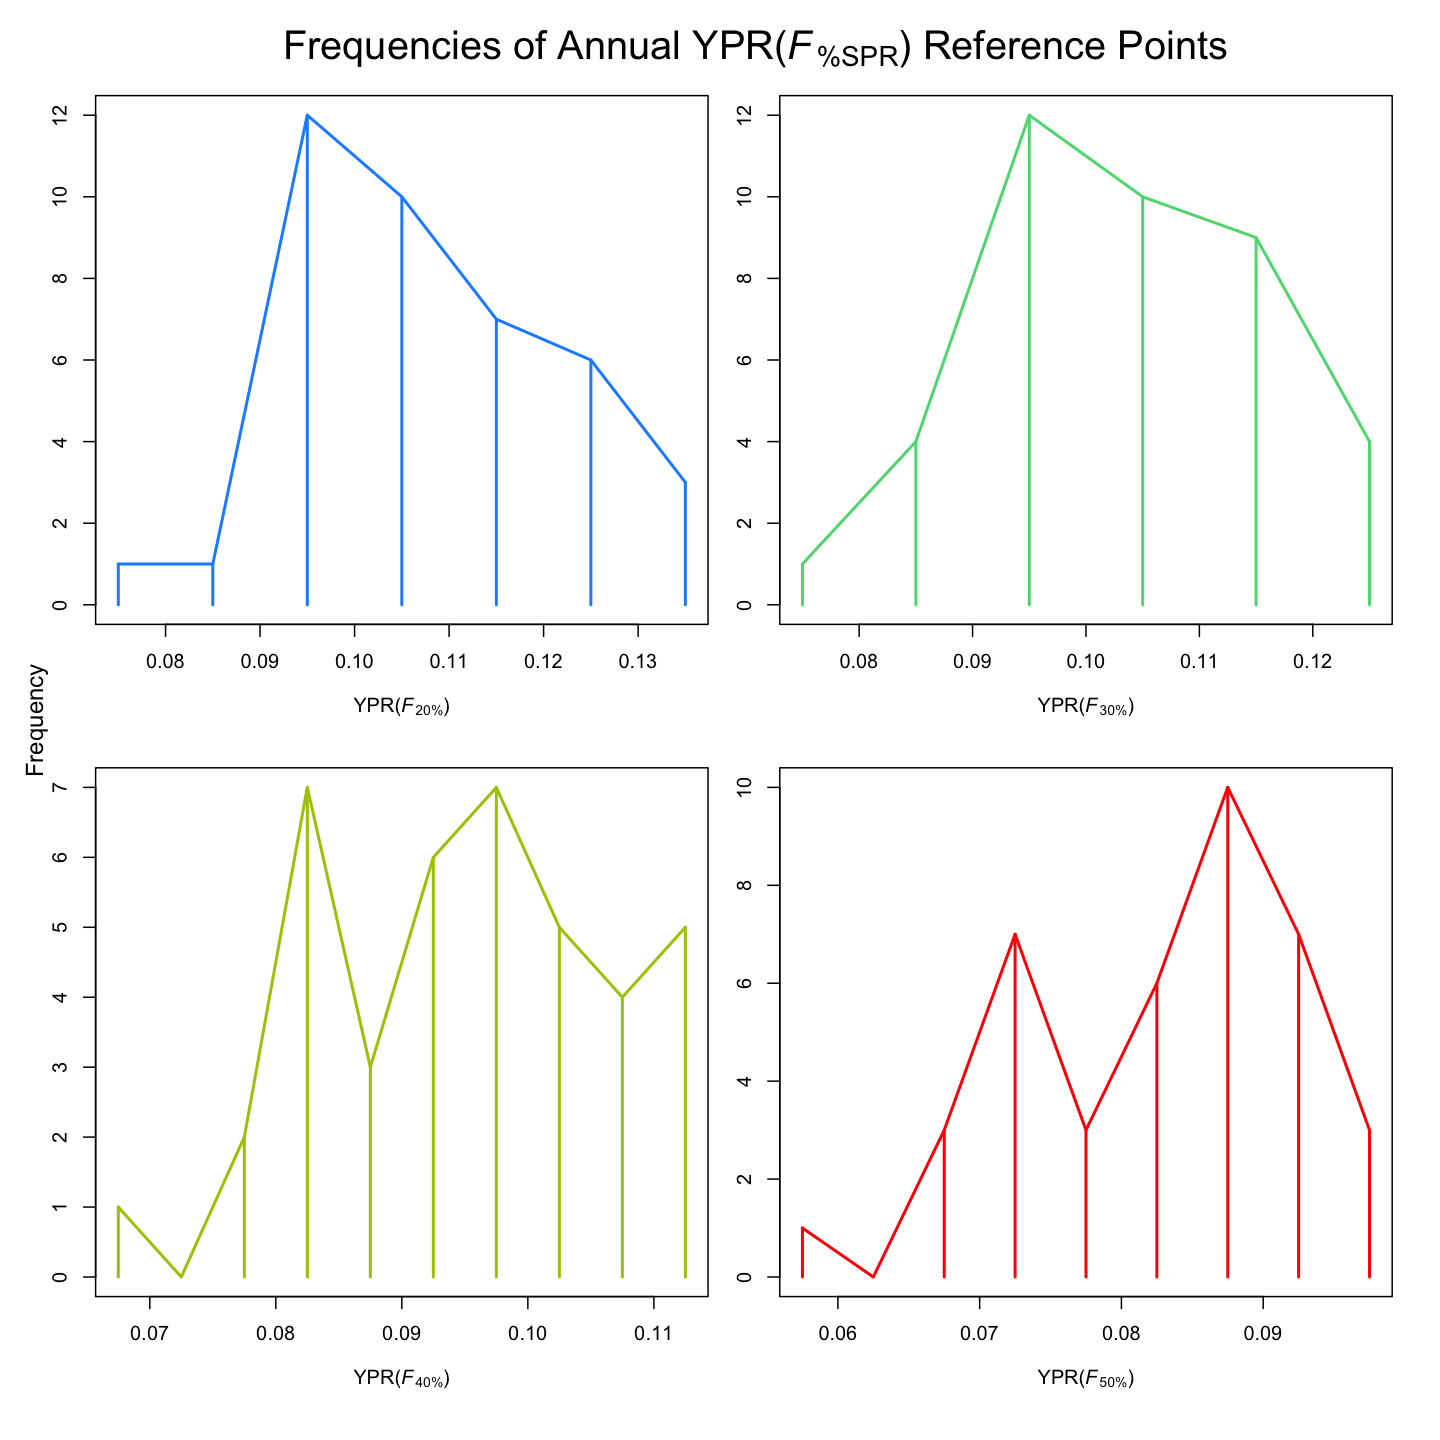 Frequencies of Annual YPR(F%SPR) Reference Points
Frequency
0 2 4 6 8 10 12
0.08 0.09 0.10 0.11 0.12 0.13
YPR(F20%)
0 2 4 6 8 10 12
0.08 0.09 0.10 0.11 0.12
YPR(F30%)
0 1 2 3 4 5 6 7
0.07 0.08 0.09 0.10 0.11
YPR(F40%)
0 2 4 6 8 10
0.06 0.07 0.08 0.09
YPR(F50%)